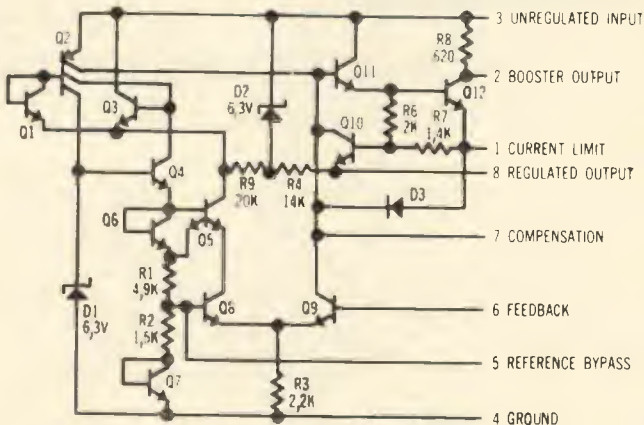 3 UNREGULATED INPUT
Q2
R8
620
Q11
D2
6,3V
2 BOOSTER OUTPUT
Q12
Q3
Q1
R6
2K
Q10
R7
1,4K
1 CURRENT LIMIT
Q4
R9
20K
R4
14K
8 REGULATED OUTPUT
D3
Q6
Q5
7 COMPENSATION
R1
4,9K
D1
6,3V
Q8
Q9
6 FEEDBACK
R2
1,6K
5 REFERENCE BYPASS
Q7
R3
2,2K
4 GROUND